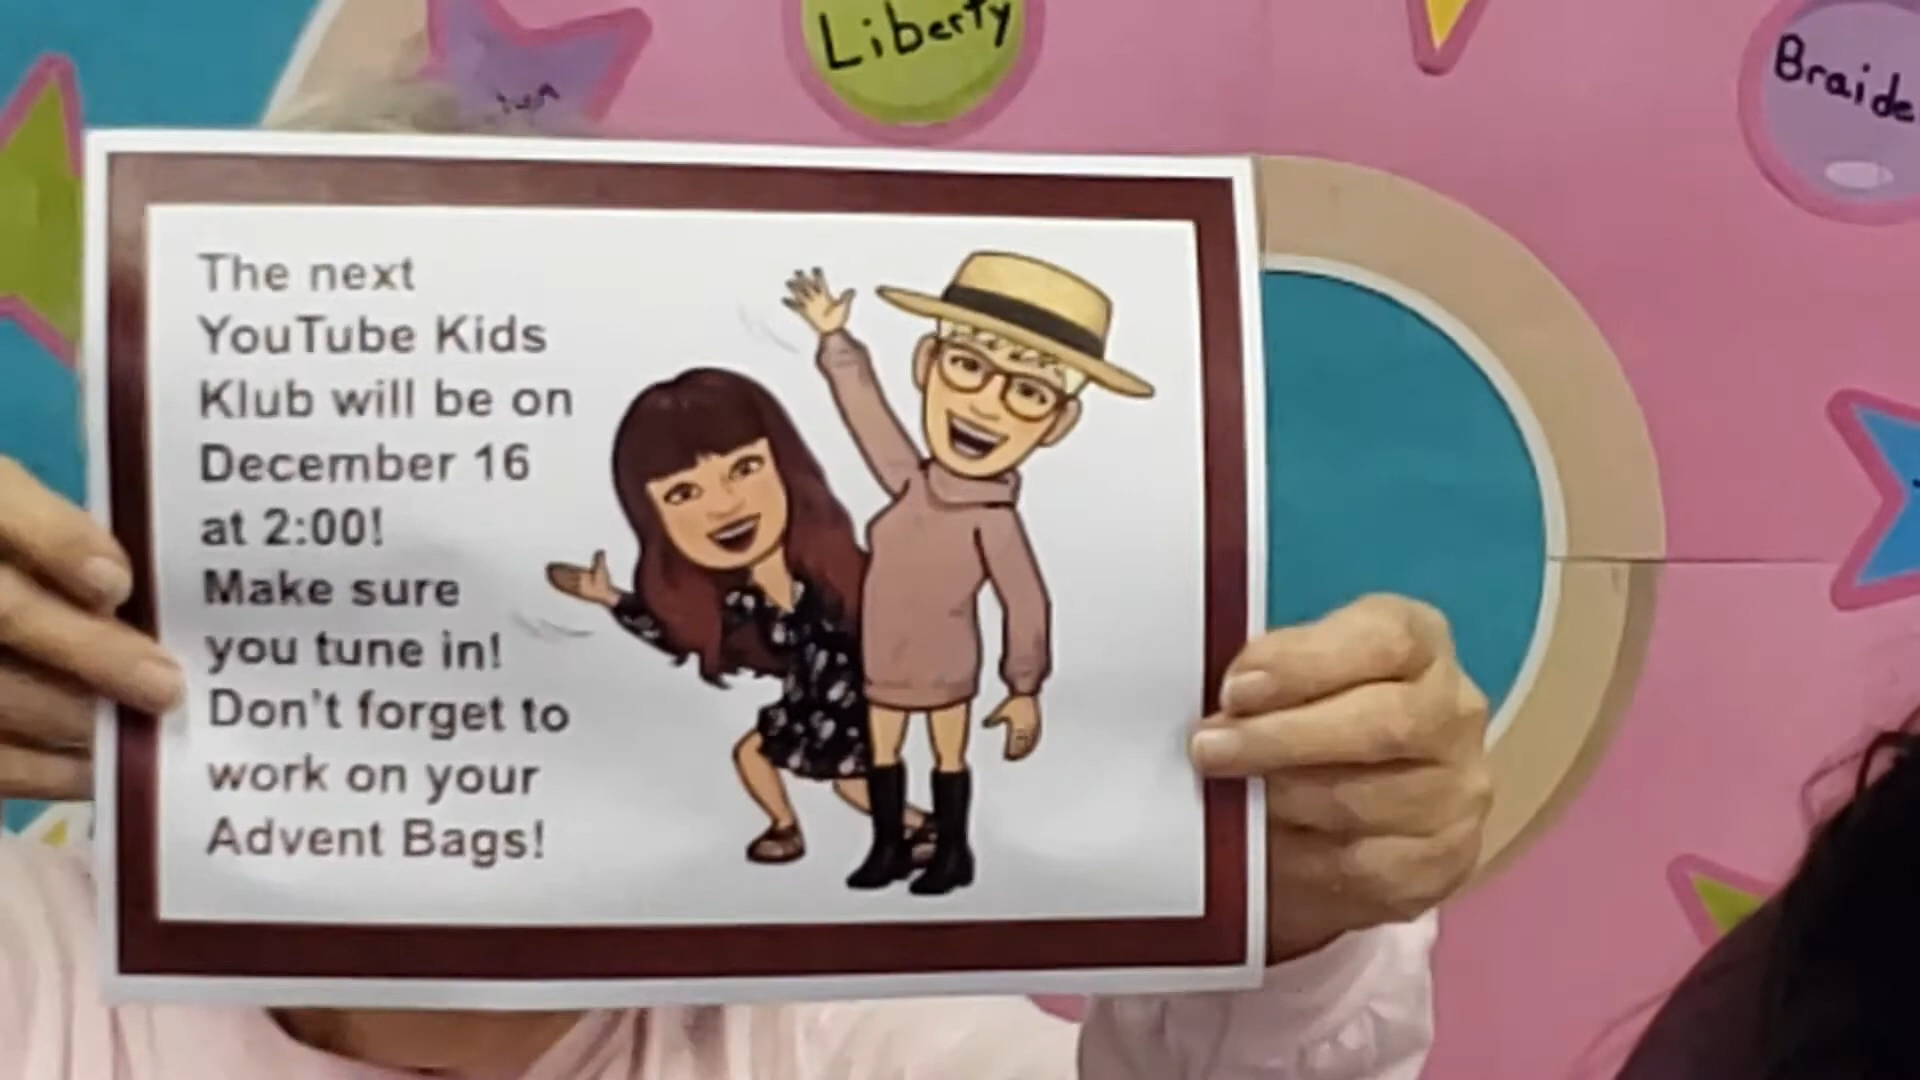 Liberty
Braide
The next
YouTube Kids
Klub will be on
December 16
at 2:00!
Make sure
you tune in!
Don't forget to
work on your
Advent Bags!